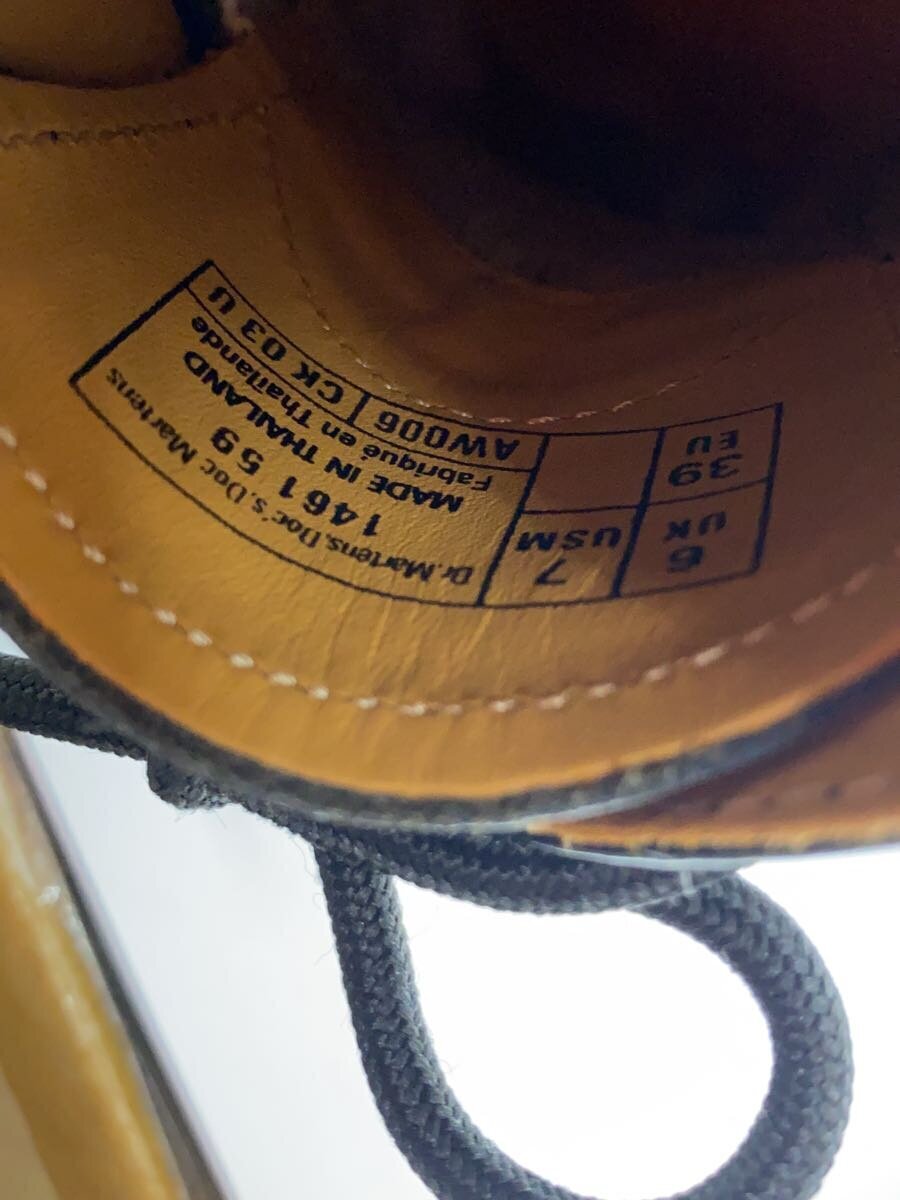 6
UK
39
EU
7
USM
Dr.Martens,Doc's,Doc Martens
1461 59
MADE IN THAILAND
Fabriqué en Thaïlande
AW006
CK 03 U